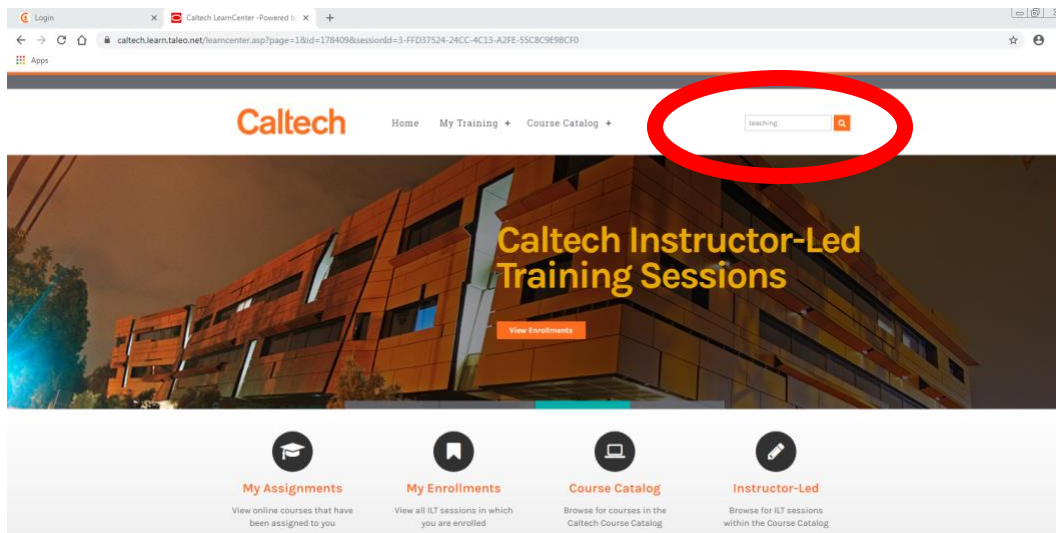 Login
Caltech LearnCenter -Powered b
caltech.learn.taleo.net/learncenter.asp?page=1&id=178409&sessionId=3-FFD37524-24CC-4C13-A2FE-55C8C9E9BCF0
Apps
Caltech
Home My Training + Course Catalog +
teaching
Caltech Instructor-Led
Training Sessions
View Enrollments
My Assignments
View online courses that have
been assigned to you
My Enrollments
View all ILT sessions in which
you are enrolled
Course Catalog
Browse for courses in the
Caltech Course Catalog
Instructor-Led
Browse for ILT sessions
within the Course Catalog